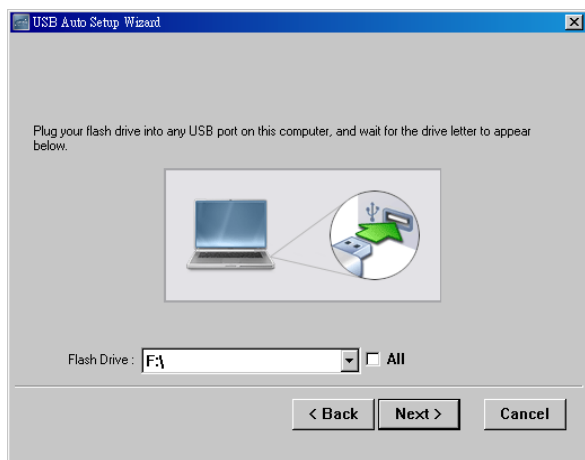 USB Auto Setup Wizard
Plug your flash drive into any USB port on this computer, and wait for the drive letter to appear
below.
Flash Drive : F:\ All
< Back Next > Cancel